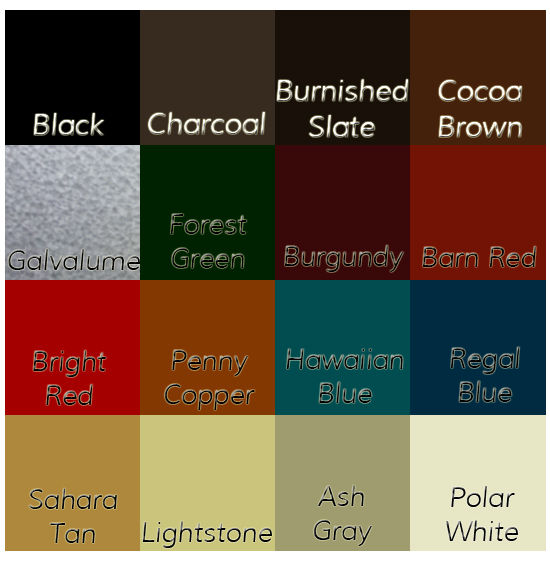 Black
Charcoal
Burnished
Slate
Cocoa
Brown
Galvalume
Forest
Green
Burgundy
Barn Red
Bright
Red
Penny
Copper
Hawaiian
Blue
Regal
Blue
Sahara
Tan
Lightstone
Ash
Gray
Polar
White